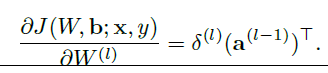 ∂J(W, b; x, y) / ∂W^(l) = δ^(l) (a^(l−1))^⊤.